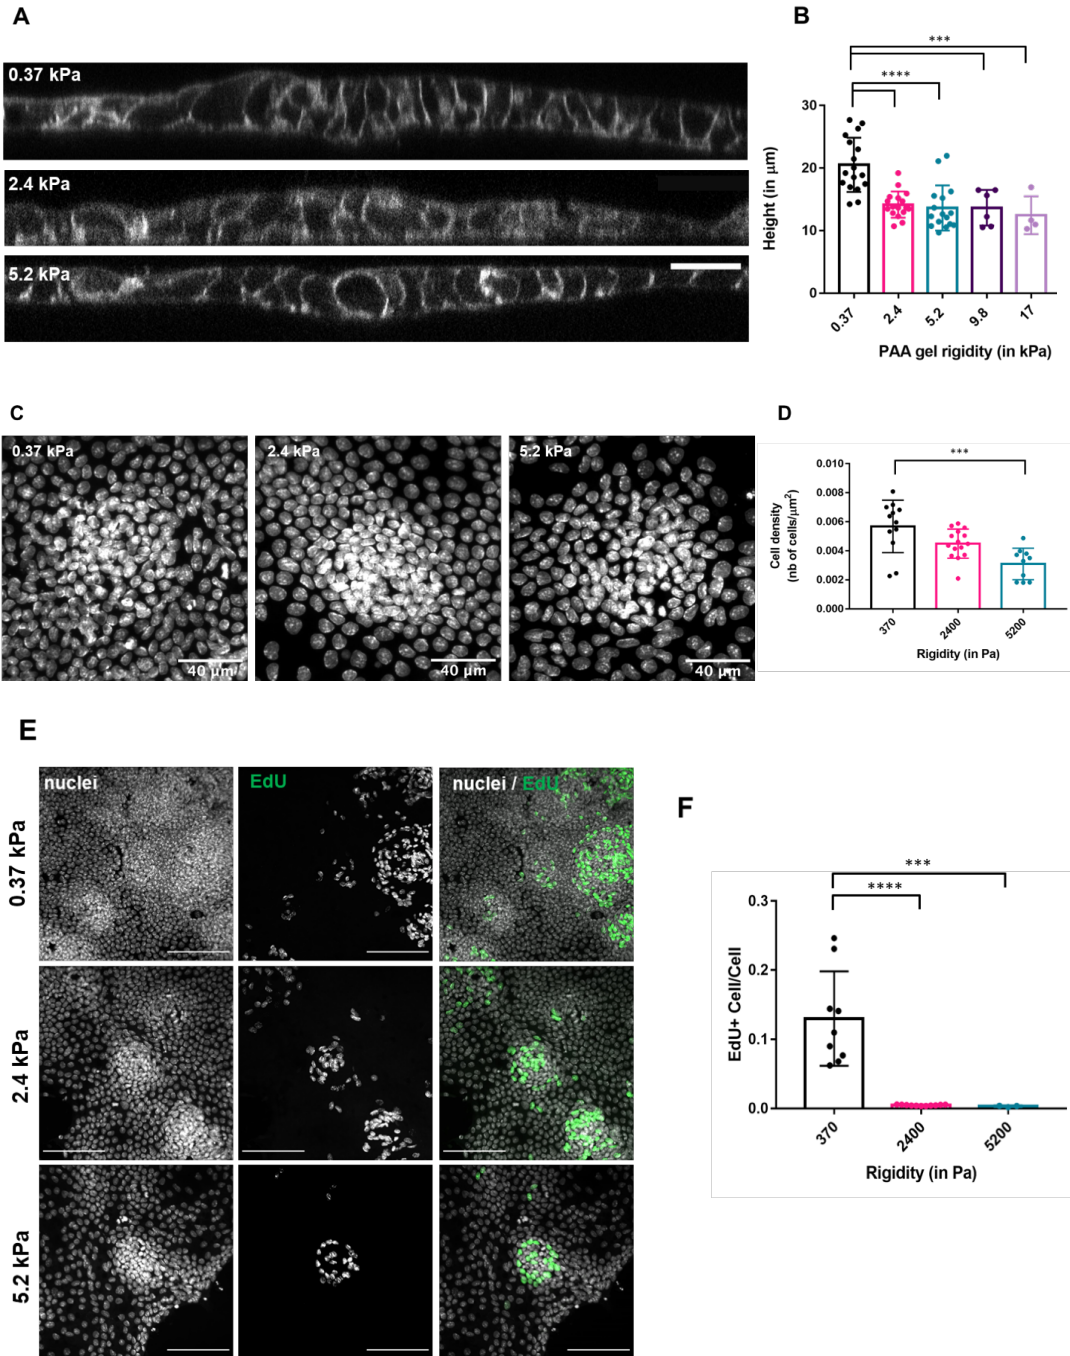 A
0.37 kPa
2.4 kPa
5.2 kPa
B
***
****
30
20
10
0
Height (in μm)
0.37
2.4
5.2
9.8
17
PAA gel rigidity (in kPa)
C
0.37 kPa
2.4 kPa
5.2 kPa
40 μm
40 μm
40 μm
D
***
0.010
0.008
0.006
0.004
0.002
0.000
Cell density
(nb of cells/μm²)
370
2400
5200
Rigidity (in Pa)
E
nuclei
EdU
nuclei / EdU
0.37 kPa
2.4 kPa
5.2 kPa
F
***
****
0.3
0.2
0.1
0.0
EdU+ Cell/Cell
370
2400
5200
Rigidity (in Pa)